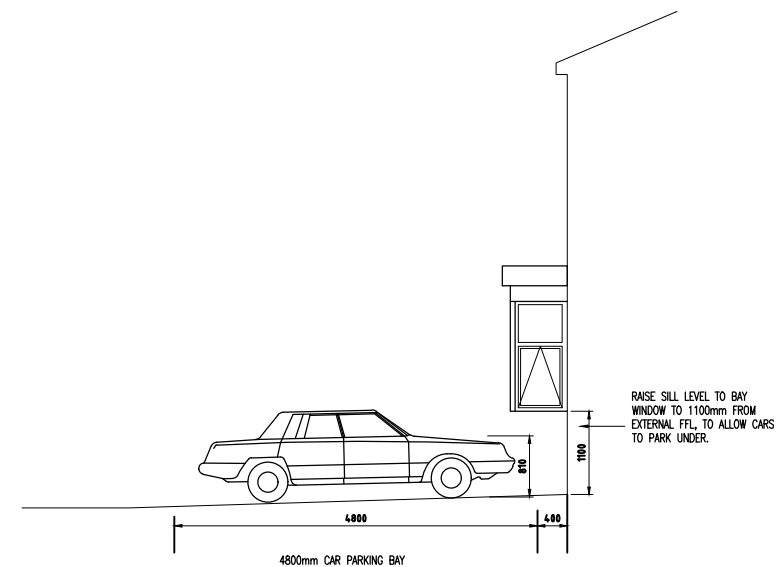 RAISE SILL LEVEL TO BAY
WINDOW TO 1100mm FROM
EXTERNAL FFL, TO ALLOW CARS
TO PARK UNDER.
810
1100
4800
400
4800mm CAR PARKING BAY